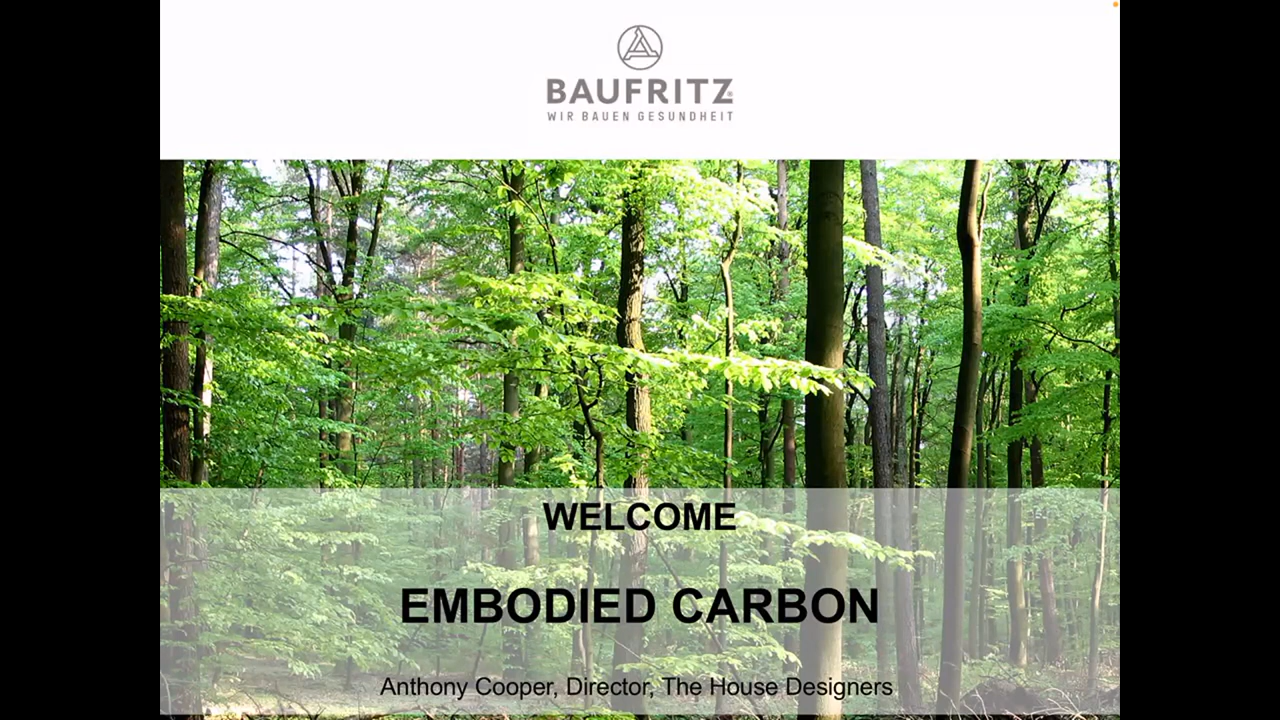 BAUFRITZ®
WIR BAUEN GESUNDHEIT
WELCOME
EMBODIED CARBON
Anthony Cooper, Director, The House Designers